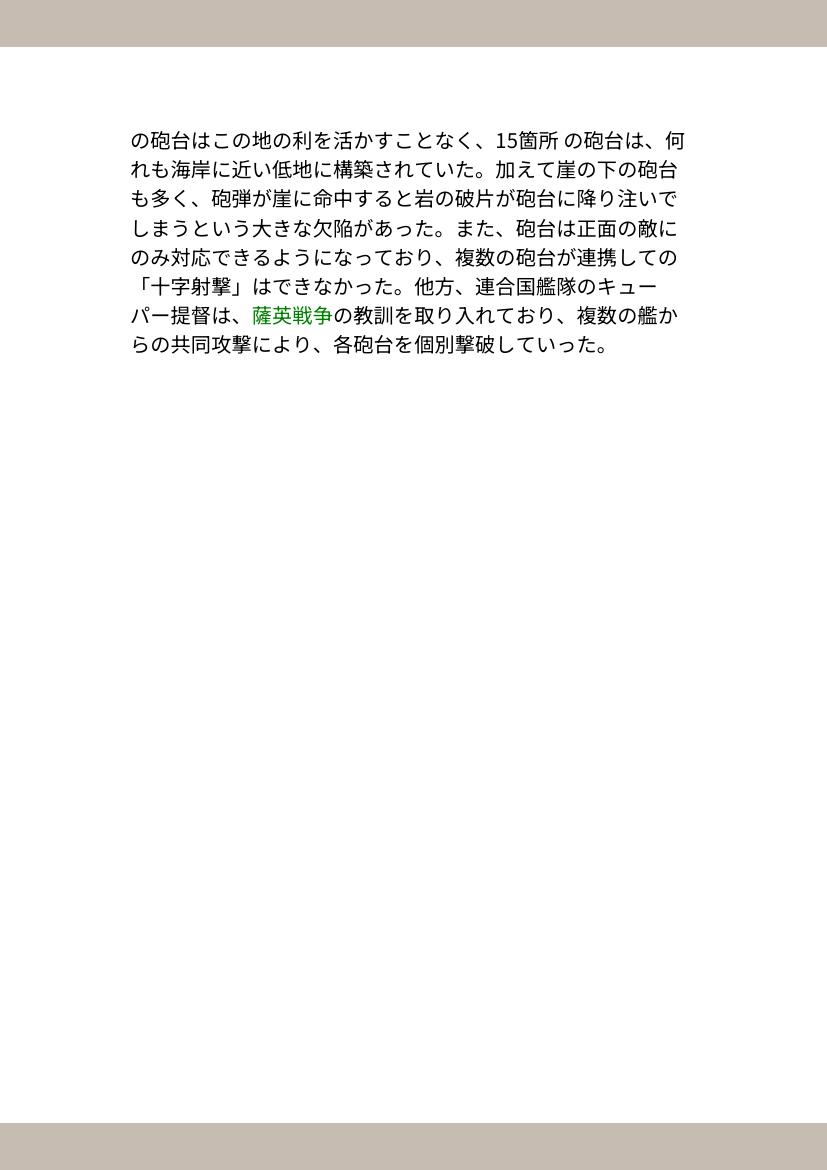 の砲台はこの地の利を活かすことなく、15箇所 の砲台は、何
れも海岸に近い低地に構築されていた。加えて崖の下の砲台
も多く、砲弾が崖に命中すると岩の破片が砲台に降り注いで
しまうという大きな欠陥があった。また、砲台は正面の敵に
のみ対応できるようになっており、複数の砲台が連携しての
「十字射撃」はできなかった。他方、連合国艦隊のキュー
パー提督は、薩英戦争の教訓を取り入れており、複数の艦か
らの共同攻撃により、各砲台を個別撃破していった。